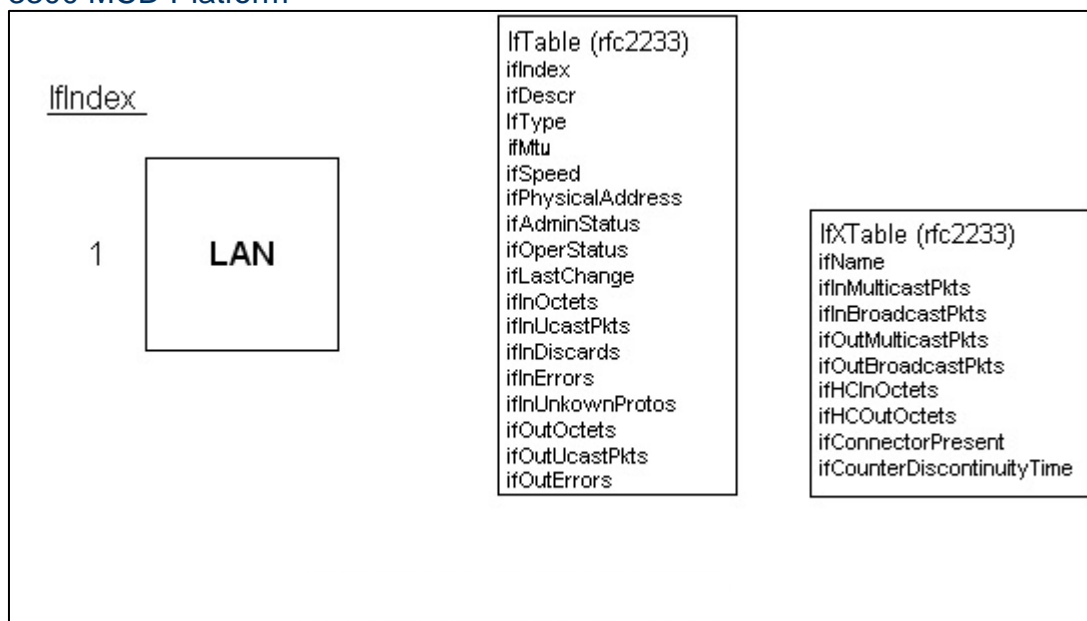 IfIndex
1
LAN
IfTable (rfc2233)
ifIndex
ifDescr
IfType
ifMtu
ifSpeed
ifPhysicalAddress
ifAdminStatus
ifOperStatus
ifLastChange
ifInOctets
ifInUcastPkts
ifInDiscards
ifInErrors
ifInUnkownProtos
ifOutOctets
ifOutUcastPkts
ifOutErrors
IfXTable (rfc2233)
ifName
ifInMulticastPkts
ifInBroadcastPkts
ifOutMulticastPkts
ifOutBroadcastPkts
ifHCInOctets
ifHCOutOctets
ifConnectorPresent
ifCounterDiscontinuityTime